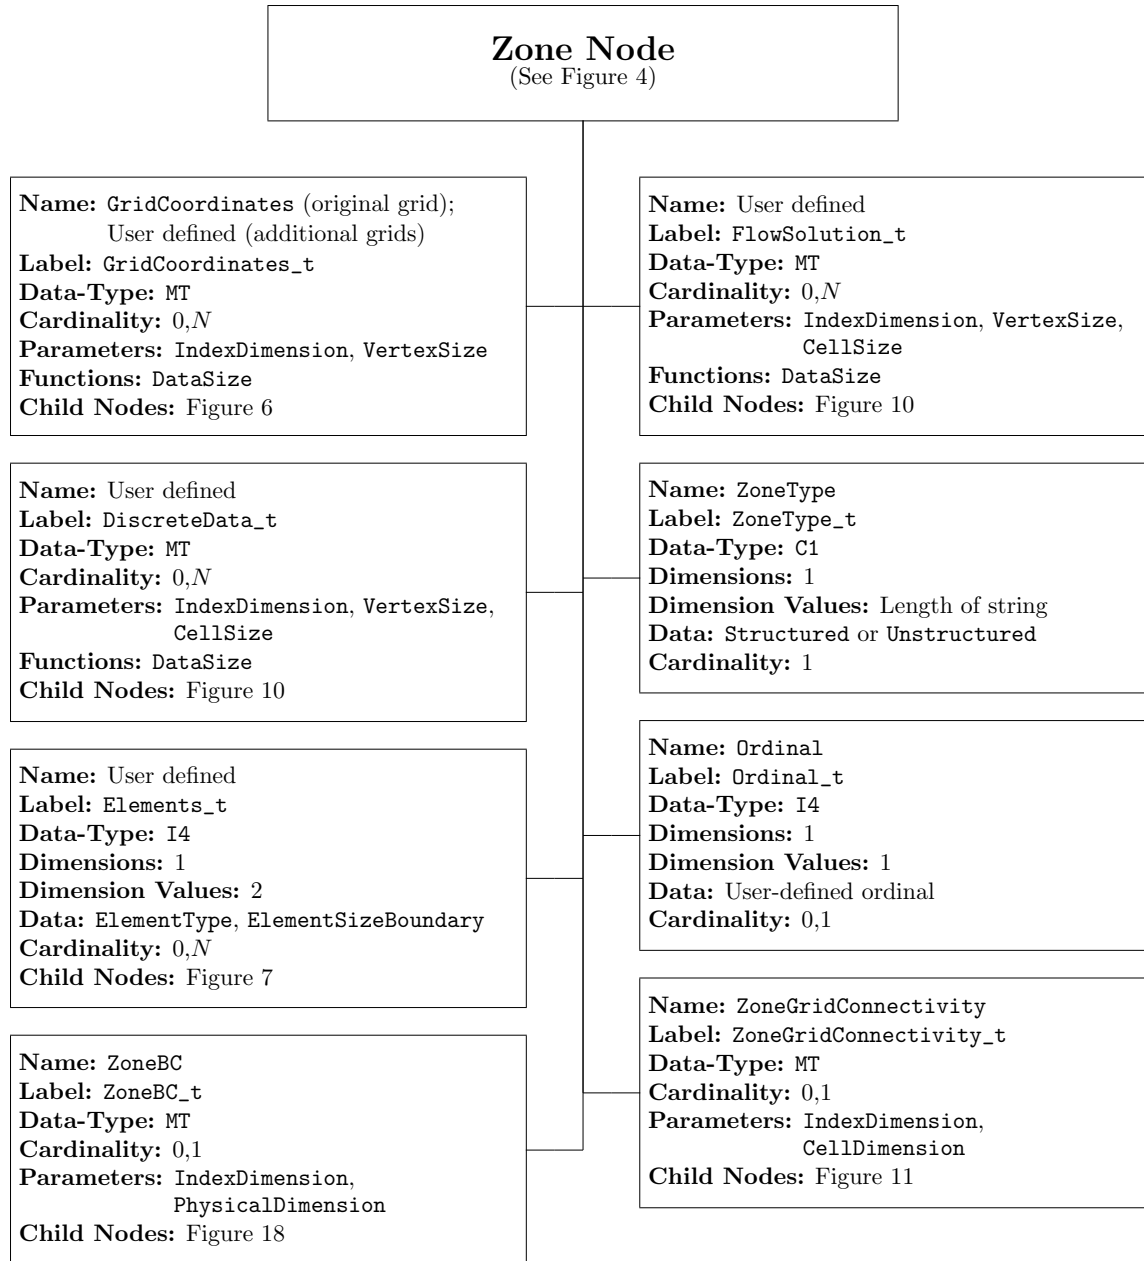 Zone Node
(See Figure 4)
Name: GridCoordinates (original grid);
User defined (additional grids)
Label: GridCoordinates_t
Data-Type: MT
Cardinality: 0,N
Parameters: IndexDimension, VertexSize
Functions: DataSize
Child Nodes: Figure 6
Name: User defined
Label: FlowSolution_t
Data-Type: MT
Cardinality: 0,N
Parameters: IndexDimension, VertexSize,
CellSize
Functions: DataSize
Child Nodes: Figure 10
Name: User defined
Label: DiscreteData_t
Data-Type: MT
Cardinality: 0,N
Parameters: IndexDimension, VertexSize,
CellSize
Functions: DataSize
Child Nodes: Figure 10
Name: ZoneType
Label: ZoneType_t
Data-Type: C1
Dimensions: 1
Dimension Values: Length of string
Data: Structured or Unstructured
Cardinality: 1
Name: User defined
Label: Elements_t
Data-Type: I4
Dimensions: 1
Dimension Values: 2
Data: ElementType, ElementSizeBoundary
Cardinality: 0,N
Child Nodes: Figure 7
Name: Ordinal
Label: Ordinal_t
Data-Type: I4
Dimensions: 1
Dimension Values: 1
Data: User-defined ordinal
Cardinality: 0,1
Name: ZoneBC
Label: ZoneBC_t
Data-Type: MT
Cardinality: 0,1
Parameters: IndexDimension,
PhysicalDimension
Child Nodes: Figure 18
Name: ZoneGridConnectivity
Label: ZoneGridConnectivity_t
Data-Type: MT
Cardinality: 0,1
Parameters: IndexDimension,
CellDimension
Child Nodes: Figure 11